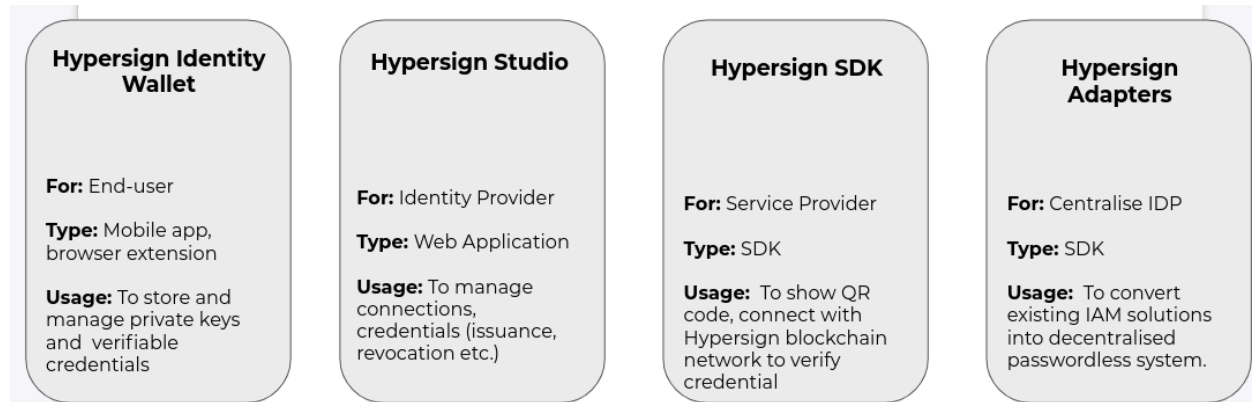 Hypersign Identity
Wallet
For: End-user
Type: Mobile app,
browser extension
Usage: To store and
manage private keys
and verifiable
credentials
Hypersign Studio
For: Identity Provider
Type: Web Application
Usage: To manage
connections,
credentials (issuance,
revocation etc.)
Hypersign SDK
For: Service Provider
Type: SDK
Usage: To show QR
code, connect with
Hypersign blockchain
network to verify
credential
Hypersign
Adapters
For: Centralise IDP
Type: SDK
Usage: To convert
existing IAM solutions
into decentralised
passwordless system.